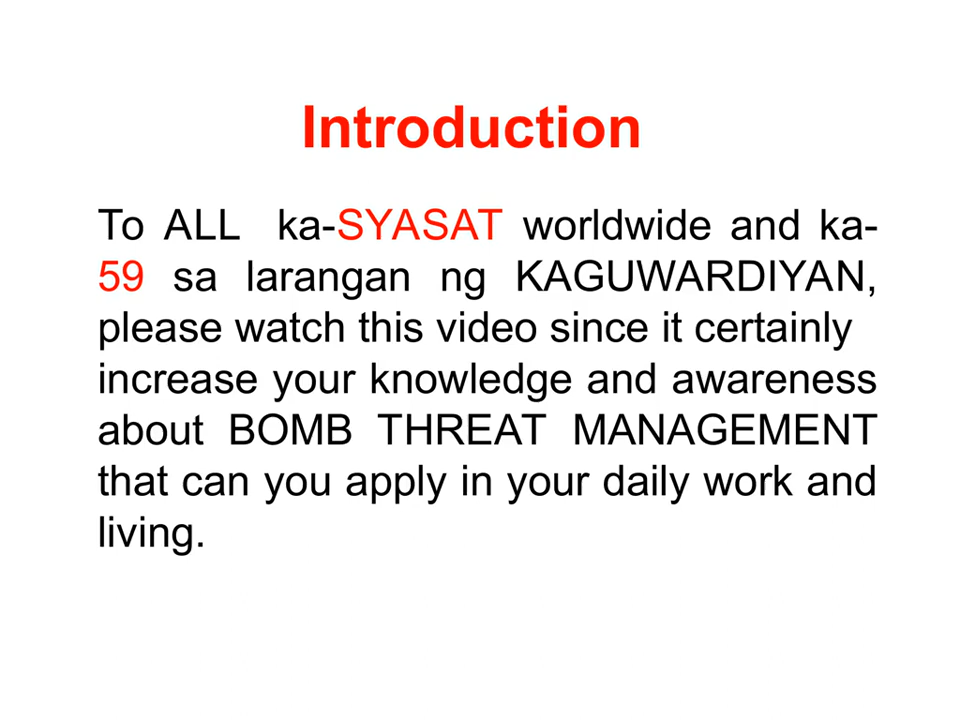 Introduction
To ALL ka-SYASAT worldwide and ka-
59 sa larangan ng KAGUWARDIYAN,
please watch this video since it certainly
increase your knowledge and awareness
about BOMB THREAT MANAGEMENT
that can you apply in your daily work and
living.